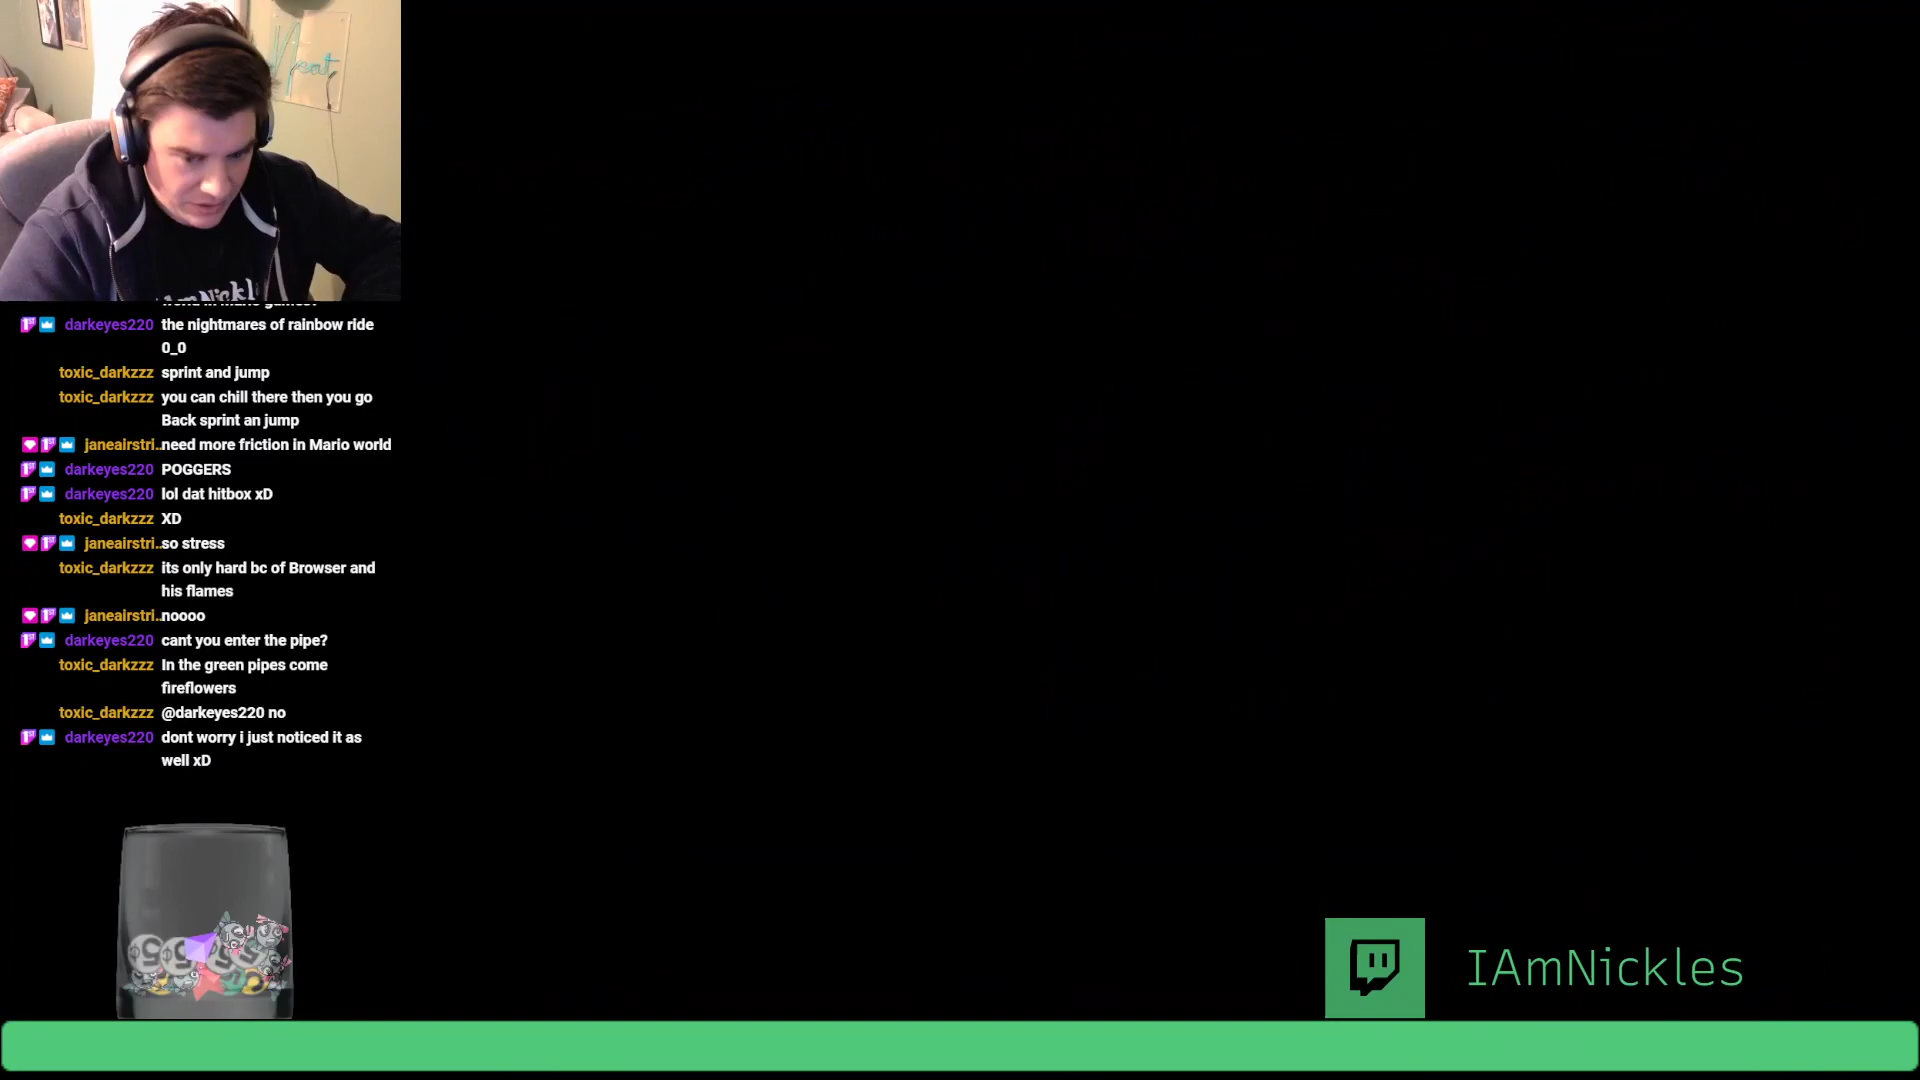 Neat
IAmNickl
darkeyes220 the nightmares of rainbow ride
0_0
toxic_darkzzz sprint and jump
toxic_darkzzz you can chill there then you go
Back sprint an jump
janeairstri.. need more friction in Mario world
darkeyes220 POGGERS
darkeyes220 lol dat hitbox xD
toxic_darkzzz XD
janeairstri.. so stress
toxic_darkzzz its only hard bc of Browser and
his flames
janeairstri.. noooo
darkeyes220 cant you enter the pipe?
toxic_darkzzz In the green pipes come
fireflowers
toxic_darkzzz @darkeyes220 no
darkeyes220 dont worry i just noticed it as
well xD
IAmNickles